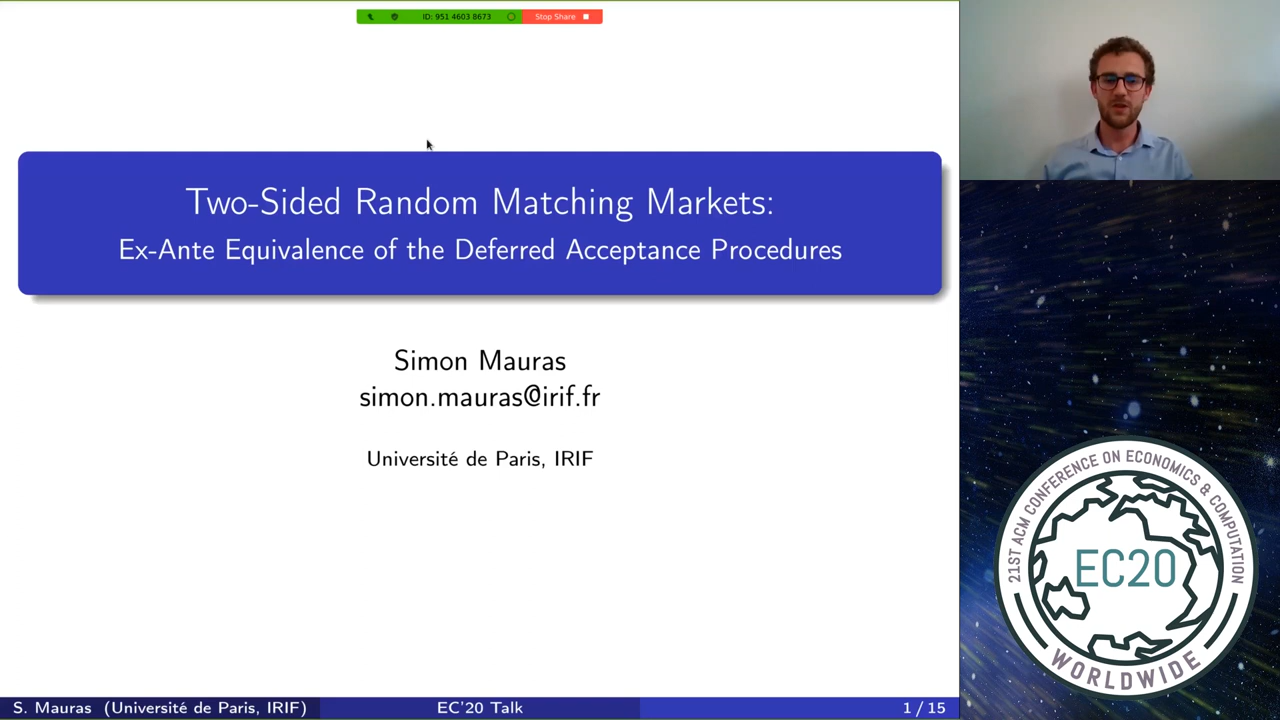 ID: 951 4603 8673
Stop Share
Two-Sided Random Matching Markets:
Ex-Ante Equivalence of the Deferred Acceptance Procedures
Simon Mauras
simon.mauras@irif.fr
Université de Paris, IRIF
S. Mauras (Université de Paris, IRIF)
EC'20 Talk
1 / 15
21ST ACM CONFERENCE ON ECONOMICS & COMPUTATION
EC20
WORLDWIDE